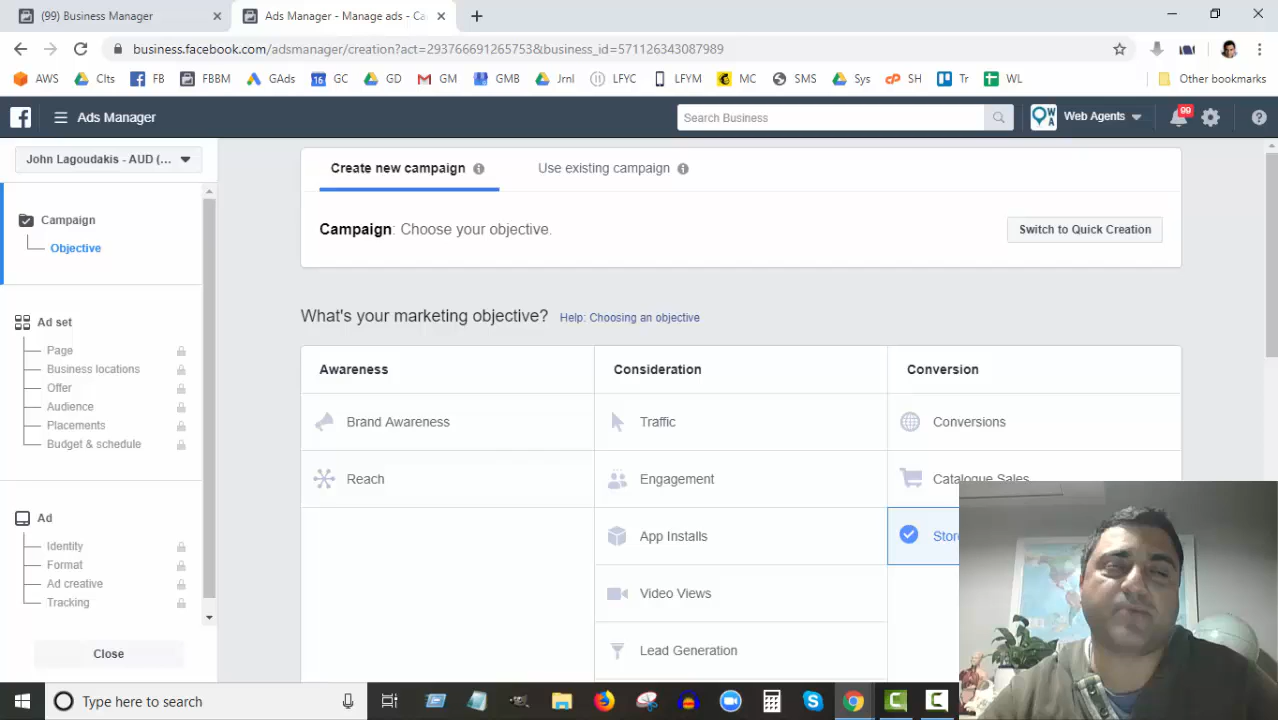 (99) Business Manager
Ads Manager - Manage ads - Ca
business.facebook.com/adsmanager/creation?act=293766691265753&business_id=571126343087989
AWS Clts FB FBBM GAds GC GD GM GMB Jrnl LFYC LFYM MC SMS Sys SH Tr WL Other bookmarks
Ads Manager
Search Business
Web Agents
99
John Lagoudakis - AUD (...
Create new campaign
Use existing campaign
Campaign: Choose your objective.
Switch to Quick Creation
Campaign
Objective
What's your marketing objective? Help: Choosing an objective
Ad set
Page
Business locations
Offer
Audience
Placements
Budget & schedule
Awareness
Consideration
Conversion
Brand Awareness
Traffic
Conversions
Reach
Engagement
Catalogue Sales
App Installs
Stor
Video Views
Lead Generation
Ad
Identity
Format
Ad creative
Tracking
Close
Type here to search